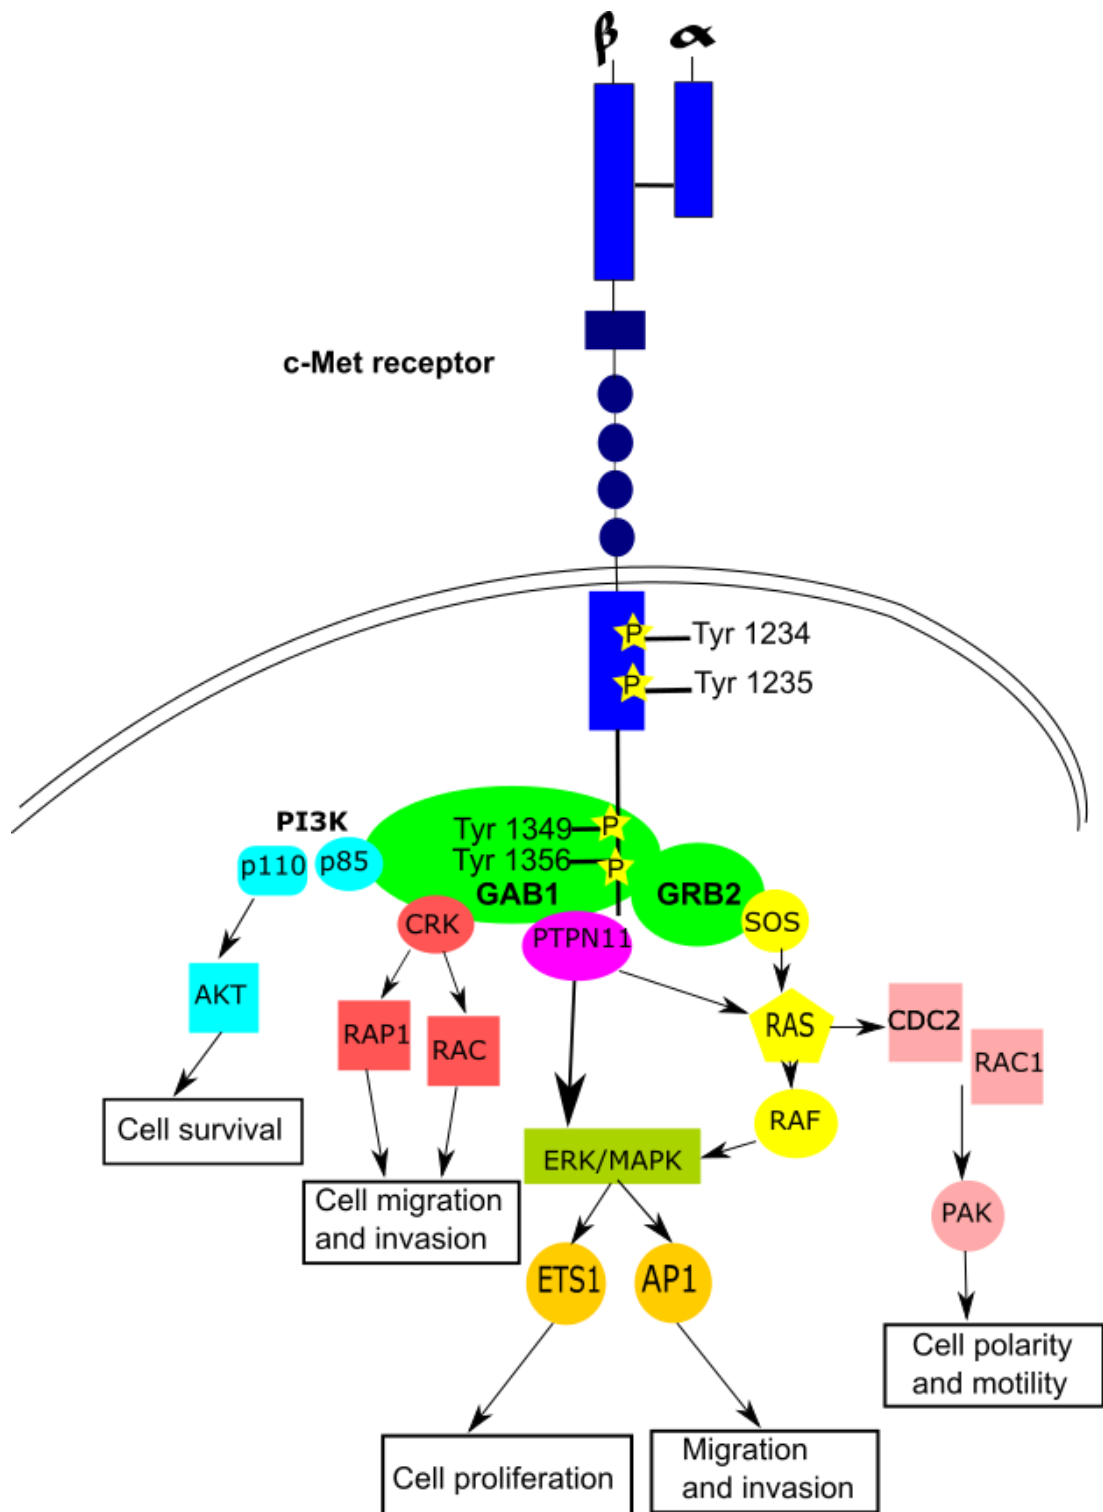 β α
c-Met receptor
P Tyr 1234
P Tyr 1235
PI3K
Tyr 1349 P
p110 p85
Tyr 1356 P
GAB1 GRB2
CRK PTPN11 SOS
AKT RAP1 RAC RAS CDC2
RAC1
RAF
Cell survival
ERK/MAPK
Cell migration
and invasion
PAK
ETS1 AP1
Cell polarity
and motility
Cell proliferation
Migration
and invasion